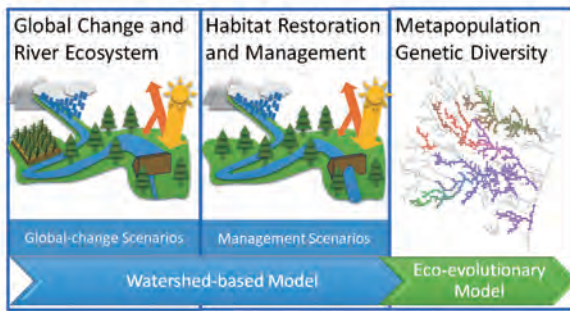 Global Change and
River Ecosystem
Habitat Restoration
and Management
Metapopulation
Genetic Diversity
Global-change Scenarios
Management Scenarios
Watershed-based Model
Eco-evolutionary
Model